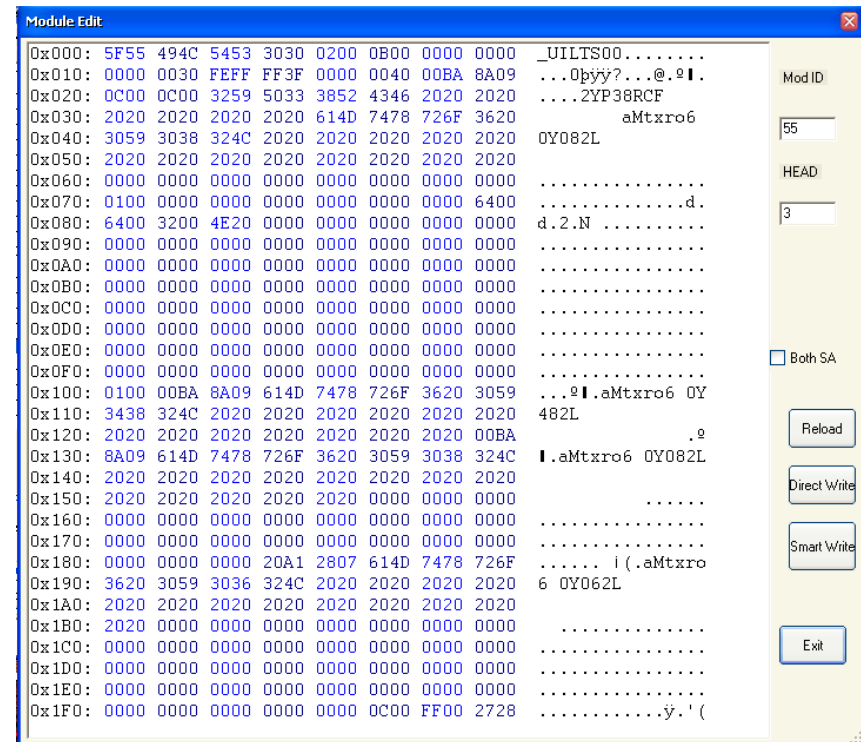 Module Edit
0x000: 5F55 494C 5453 3030 0200 0B00 0000 0000 _UILTS00........
0x010: 0000 0030 FEFF FF3F 0000 0040 00BA 8A09 ...0þÿÿ?...@.º▌.
0x020: 0C00 0C00 3259 5033 3852 4346 2020 2020 ....2YP38RCF
0x030: 2020 2020 2020 2020 614D 7478 726F 3620 aMtxro6
0x040: 3059 3038 324C 2020 2020 2020 2020 2020 0Y082L
0x050: 2020 2020 2020 2020 2020 2020 2020 2020
0x060: 0000 0000 0000 0000 0000 0000 0000 0000 ................
0x070: 0100 0000 0000 0000 0000 0000 0000 6400 ..............d.
0x080: 6400 3200 4E20 0000 0000 0000 0000 0000 d.2.N ..........
0x090: 0000 0000 0000 0000 0000 0000 0000 0000 ................
0x0A0: 0000 0000 0000 0000 0000 0000 0000 0000 ................
0x0B0: 0000 0000 0000 0000 0000 0000 0000 0000 ................
0x0C0: 0000 0000 0000 0000 0000 0000 0000 0000 ................
0x0D0: 0000 0000 0000 0000 0000 0000 0000 0000 ................
0x0E0: 0000 0000 0000 0000 0000 0000 0000 0000 ................
0x0F0: 0000 0000 0000 0000 0000 0000 0000 0000 ................
0x100: 0100 00BA 8A09 614D 7478 726F 3620 3059 ...º▌.aMtxro6 0Y
0x110: 3438 324C 2020 2020 2020 2020 2020 2020 482L
0x120: 2020 2020 2020 2020 2020 2020 2020 00BA .º
0x130: 8A09 614D 7478 726F 3620 3059 3038 324C ▌.aMtxro6 0Y082L
0x140: 2020 2020 2020 2020 2020 2020 2020 2020
0x150: 2020 2020 2020 2020 2020 0000 0000 0000 ......
0x160: 0000 0000 0000 0000 0000 0000 0000 0000 ................
0x170: 0000 0000 0000 0000 0000 0000 0000 0000 ................
0x180: 0000 0000 0000 20A1 2807 614D 7478 726F ...... ¡(.aMtxro
0x190: 3620 3059 3036 324C 2020 2020 2020 2020 6 0Y062L
0x1A0: 2020 2020 2020 2020 2020 2020 2020 2020
0x1B0: 2020 0000 0000 0000 0000 0000 0000 0000 ..............
0x1C0: 0000 0000 0000 0000 0000 0000 0000 0000 ................
0x1D0: 0000 0000 0000 0000 0000 0000 0000 0000 ................
0x1E0: 0000 0000 0000 0000 0000 0000 0000 0000 ................
0x1F0: 0000 0000 0000 0000 0000 0C00 FF00 2728 ............ÿ.'(
Mod ID
55
HEAD
3
Both SA
Reload
Direct Write
Smart Write
Exit